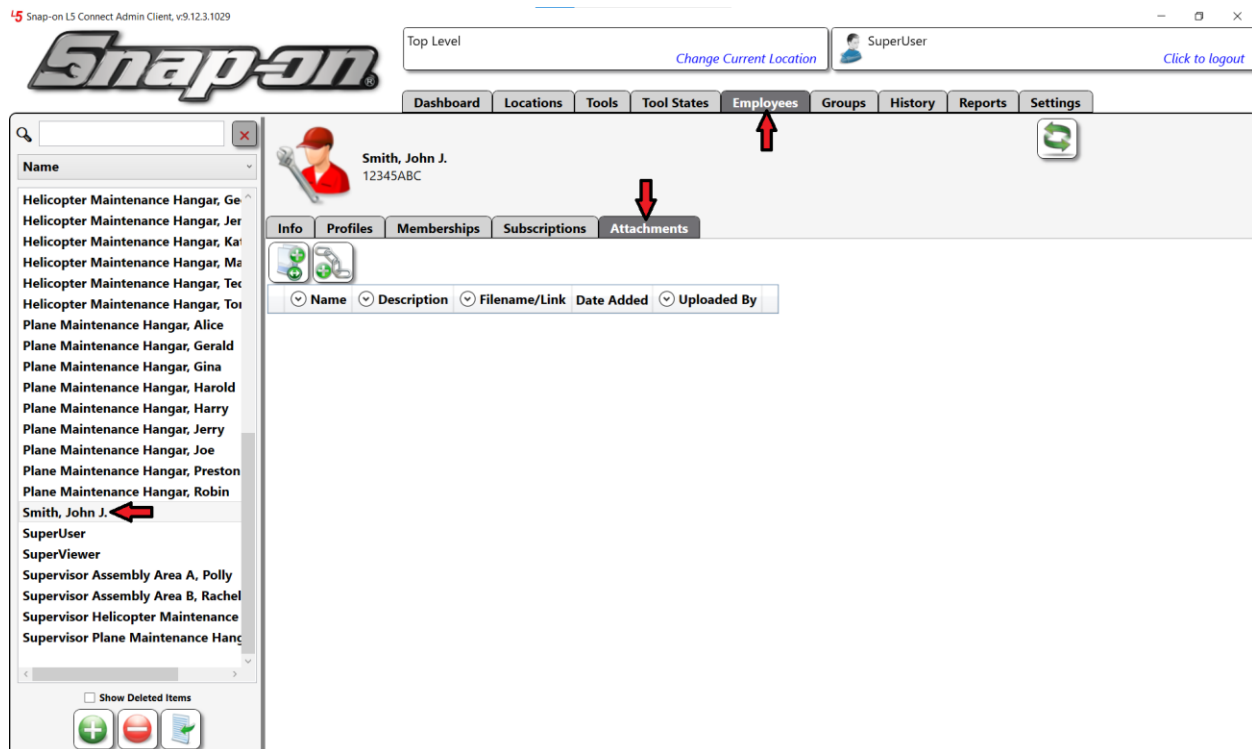 L5 Snap-on L5 Connect Admin Client, v:9.12.3.1029
Snap-on®
Top Level
Change Current Location
SuperUser
Click to logout
Dashboard Locations Tools Tool States Employees Groups History Reports Settings
Name
Helicopter Maintenance Hangar, Ge
Helicopter Maintenance Hangar, Jer
Helicopter Maintenance Hangar, Kat
Helicopter Maintenance Hangar, Ma
Helicopter Maintenance Hangar, Ted
Helicopter Maintenance Hangar, Tor
Plane Maintenance Hangar, Alice
Plane Maintenance Hangar, Gerald
Plane Maintenance Hangar, Gina
Plane Maintenance Hangar, Harold
Plane Maintenance Hangar, Harry
Plane Maintenance Hangar, Jerry
Plane Maintenance Hangar, Joe
Plane Maintenance Hangar, Preston
Plane Maintenance Hangar, Robin
Smith, John J.
SuperUser
SuperViewer
Supervisor Assembly Area A, Polly
Supervisor Assembly Area B, Rachel
Supervisor Helicopter Maintenance
Supervisor Plane Maintenance Hang
Show Deleted Items
Smith, John J.
12345ABC
Info Profiles Memberships Subscriptions Attachments
Name Description Filename/Link Date Added Uploaded By